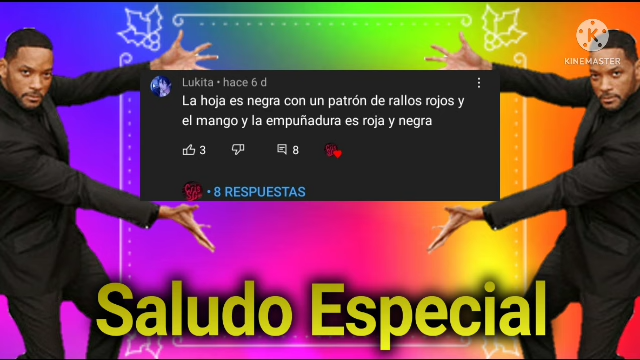 KINEMASTER
Lukita • hace 6 d
La hoja es negra con un patrón de rallos rojos y
el mango y la empuñadura es roja y negra
3
8
• 8 RESPUESTAS
Saludo Especial